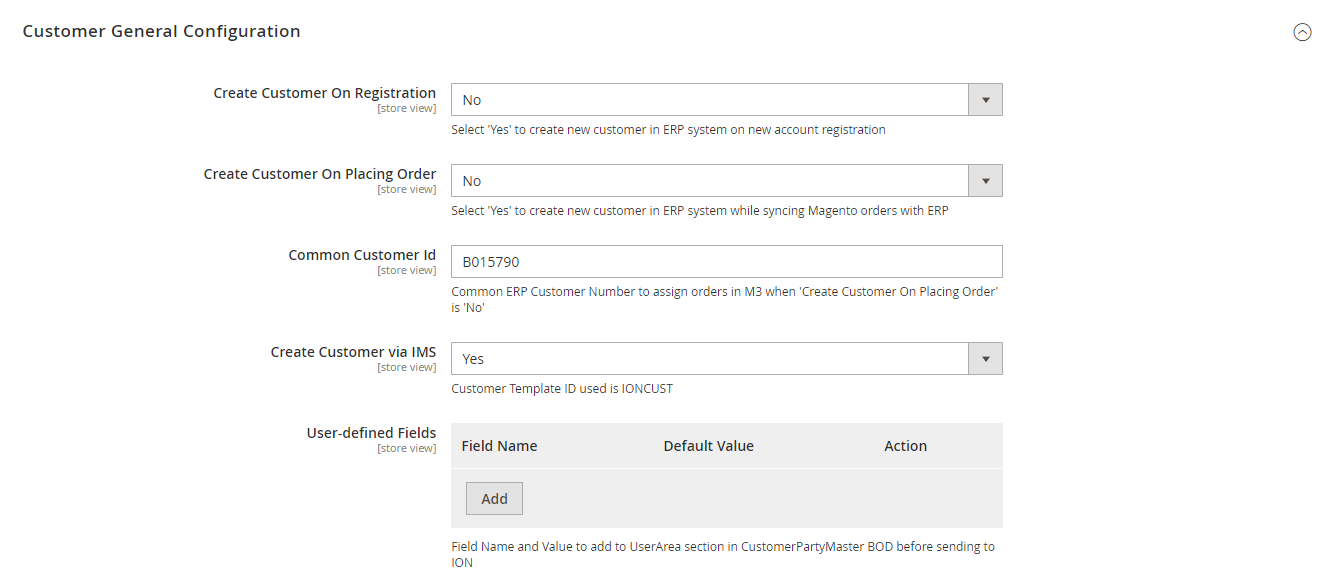 Customer General Configuration
Create Customer On Registration
[store view]
No
Select 'Yes' to create new customer in ERP system on new account registration
Create Customer On Placing Order
[store view]
No
Select 'Yes' to create new customer in ERP system while syncing Magento orders with ERP
Common Customer Id
[store view]
B015790
Common ERP Customer Number to assign orders in M3 when 'Create Customer On Placing Order'
is 'No'
Create Customer via IMS
[store view]
Yes
Customer Template ID used is IONCUST
User-defined Fields
[store view]
Field Name Default Value Action
Add
Field Name and Value to add to UserArea section in CustomerPartyMaster BOD before sending to
ION